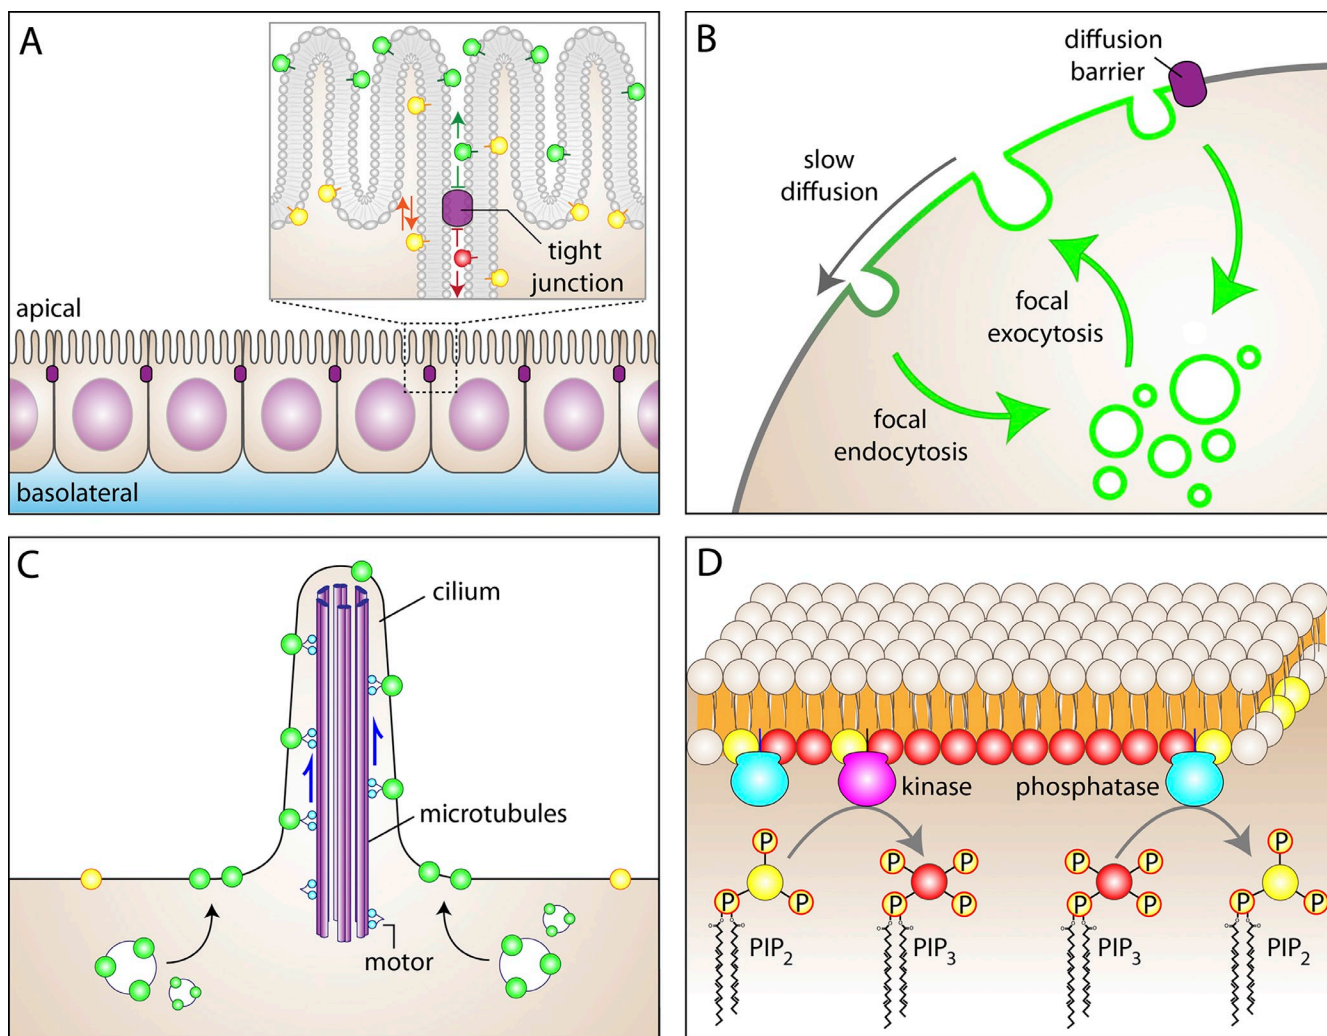 A
tight
junction
apical
basolateral
B
diffusion
barrier
slow
diffusion
focal
exocytosis
focal
endocytosis
C
cilium
microtubules
motor
D
kinase
phosphatase
P
P
P
PIP2
P
P
P
P
PIP3
P
P
P
P
PIP3
P
P
P
PIP2